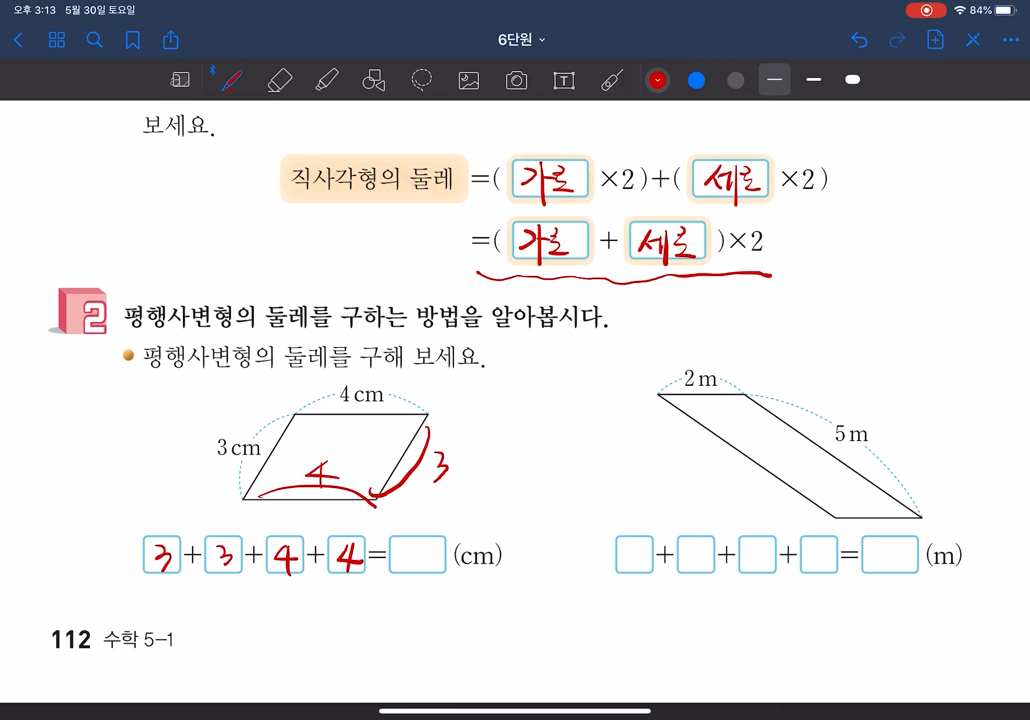 오후 3:13 5월 30일 토요일 84%
6단원
보세요.
직사각형의 둘레 =( 가로 ×2)+( 세로 ×2)
=( 가로 + 세로 )×2
2 평행사변형의 둘레를 구하는 방법을 알아봅시다.
평행사변형의 둘레를 구해 보세요.
4 cm
3 cm
4
3
2 m
5 m
3 + 3 + 4 + 4 = (cm)
+ + + = (m)
112 수학 5-1